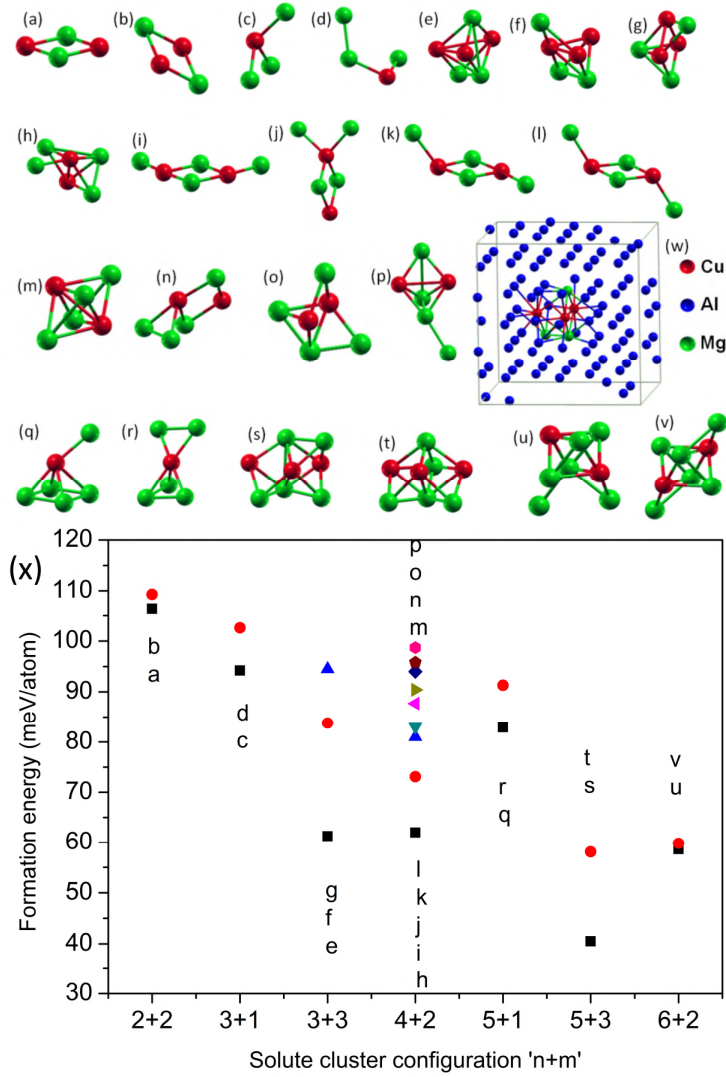 (a) (b) (c) (d) (e) (f) (g)
(h) (i) (j) (k) (l)
(m) (n) (o) (p) (w)
Cu
Al
Mg
(q) (r) (s) (t) (u) (v)
(x)
Formation energy (meV/atom)
120
110
100
90
80
70
60
50
40
30
p
o
n
m
b
a
d
c
g
f
e
l
k
j
i
h
r
q
t
s
v
u
2+2 3+1 3+3 4+2 5+1 5+3 6+2
Solute cluster configuration 'n+m'